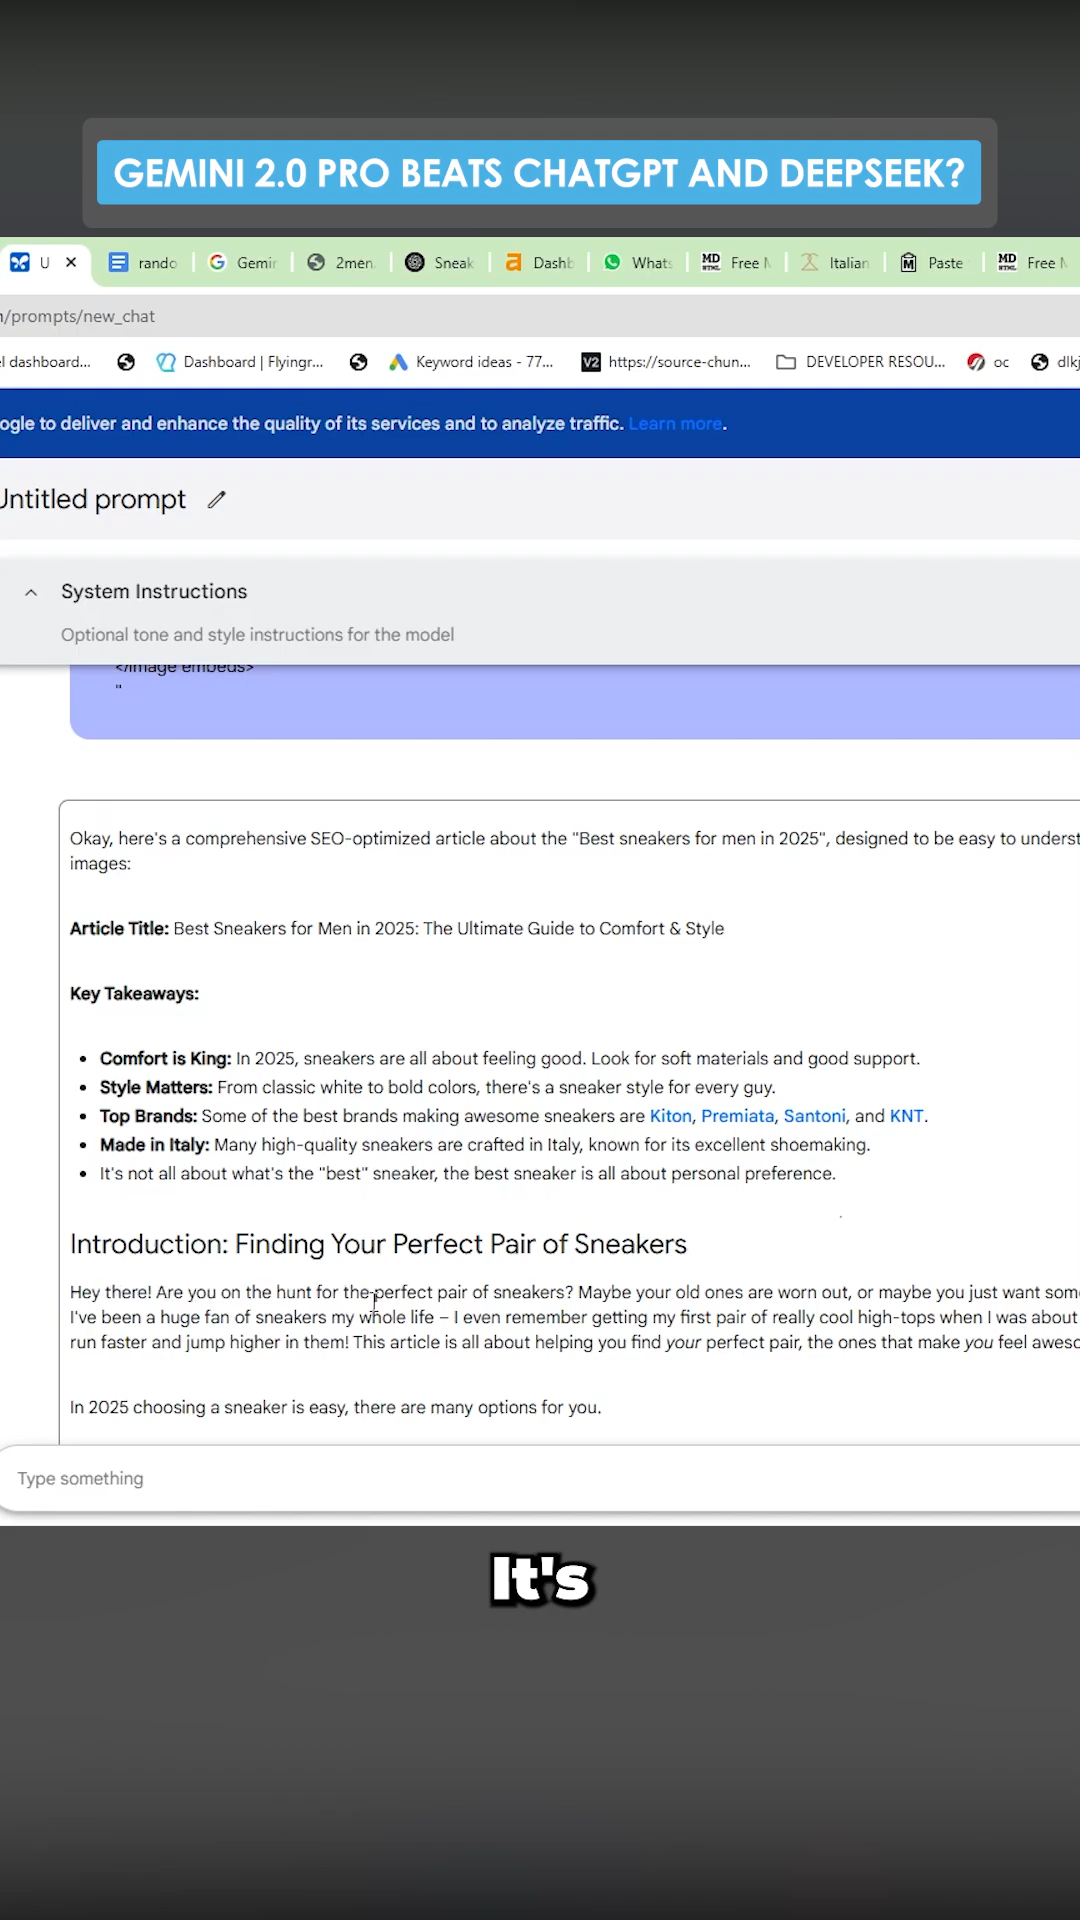 GEMINI 2.0 PRO BEATS CHATGPT AND DEEPSEEK?
U rando Gemir 2men Sneak Dashb Whats MD HTML Free Italian Paste MD HTML Free
/prompts/new_chat
el dashboard... Dashboard | Flyingr... Keyword ideas - 77... V2 https://source-chun... DEVELOPER RESOU... oc dlkj
ogle to deliver and enhance the quality of its services and to analyze traffic. Learn more.
Untitled prompt
System Instructions
Optional tone and style instructions for the model
</image embeds>
"
Okay, here's a comprehensive SEO-optimized article about the "Best sneakers for men in 2025", designed to be easy to underst
images:
Article Title: Best Sneakers for Men in 2025: The Ultimate Guide to Comfort & Style
Key Takeaways:
• Comfort is King: In 2025, sneakers are all about feeling good. Look for soft materials and good support.
• Style Matters: From classic white to bold colors, there's a sneaker style for every guy.
• Top Brands: Some of the best brands making awesome sneakers are Kiton, Premiata, Santoni, and KNT.
• Made in Italy: Many high-quality sneakers are crafted in Italy, known for its excellent shoemaking.
• It's not all about what's the "best" sneaker, the best sneaker is all about personal preference.
Introduction: Finding Your Perfect Pair of Sneakers
Hey there! Are you on the hunt for the perfect pair of sneakers? Maybe your old ones are worn out, or maybe you just want som
I've been a huge fan of sneakers my whole life – I even remember getting my first pair of really cool high-tops when I was about
run faster and jump higher in them! This article is all about helping you find your perfect pair, the ones that make you feel aweso
In 2025 choosing a sneaker is easy, there are many options for you.
Type something
It's